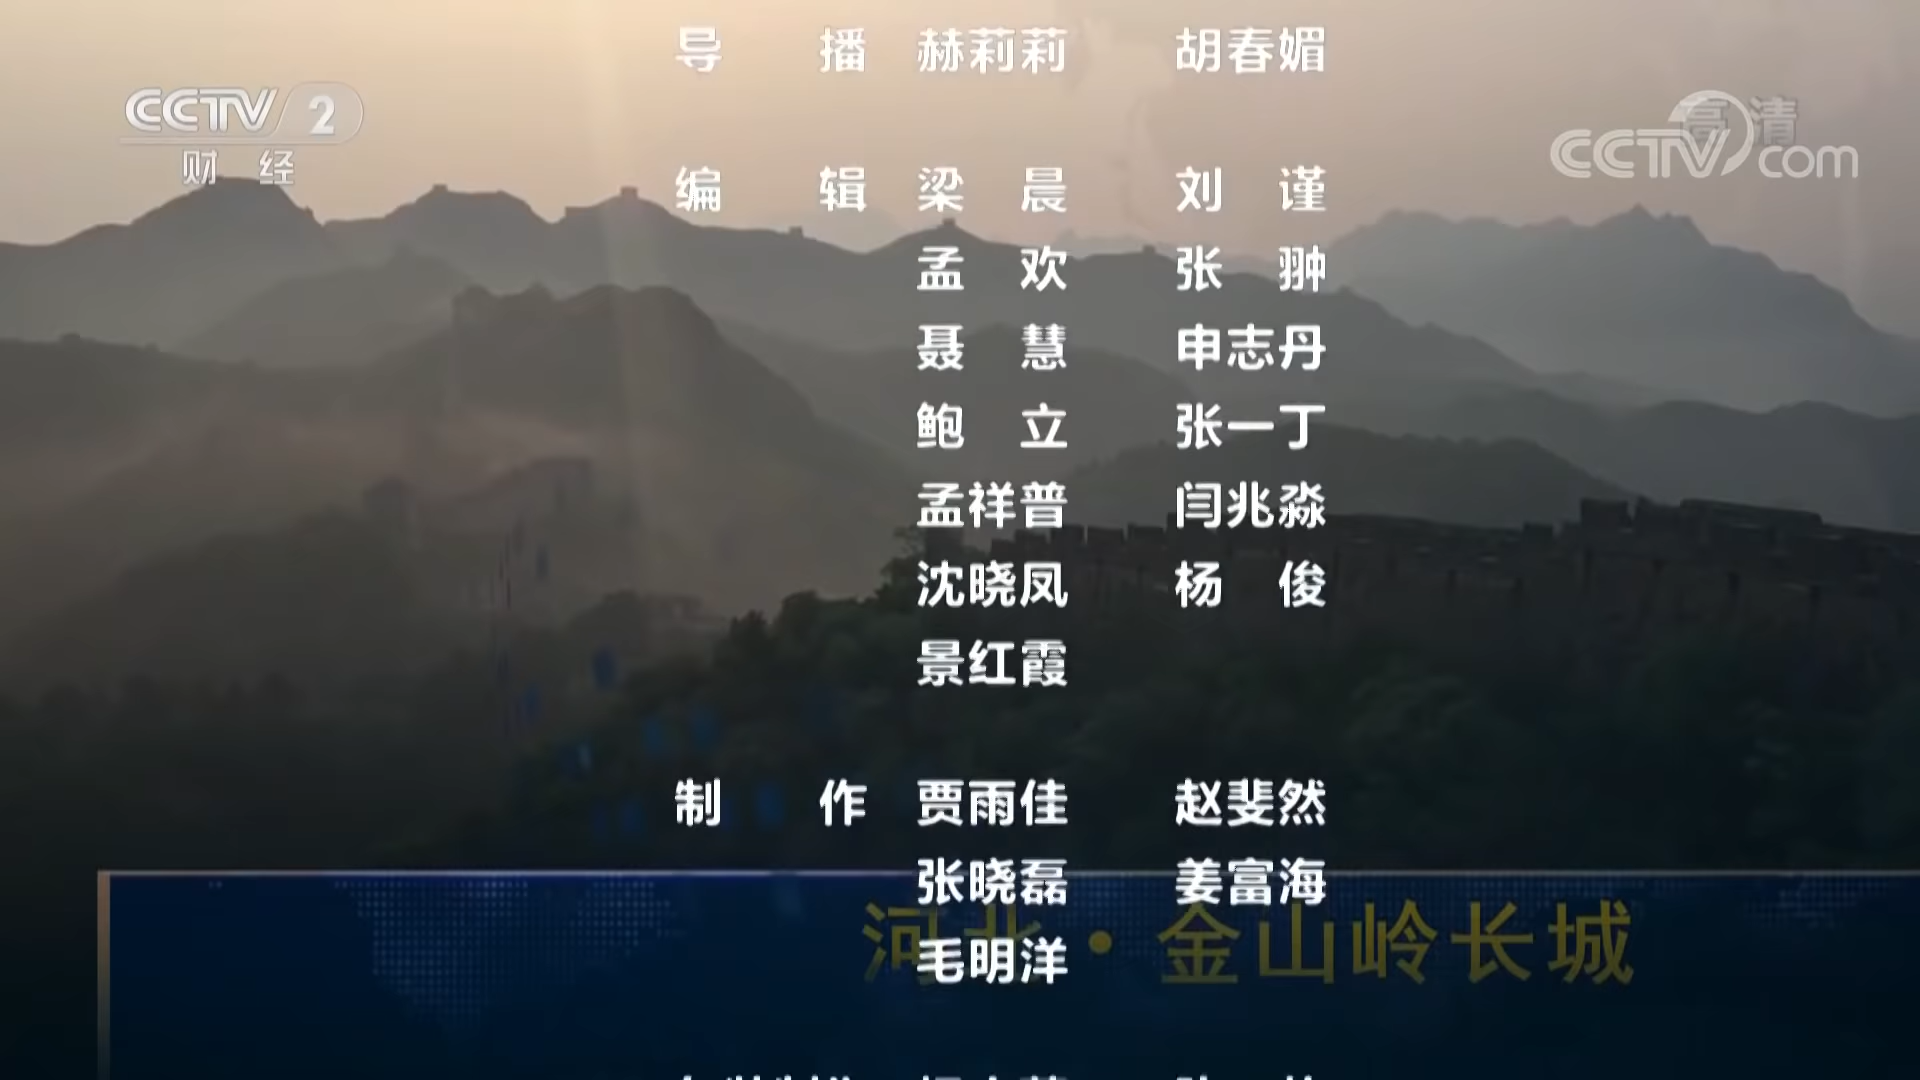 导 播 赫莉莉 胡春媚
CCTV 2
财 经
高清
CCTV com
编 辑 梁 晨 刘 谨
孟 欢 张 翀
聂 慧 申志丹
鲍 立 张一丁
孟祥普 闫兆淼
沈晓凤 杨 俊
景红霞
制 作 贾雨佳 赵斐然
张晓磊 姜富海
河北·金山岭长城
毛明洋